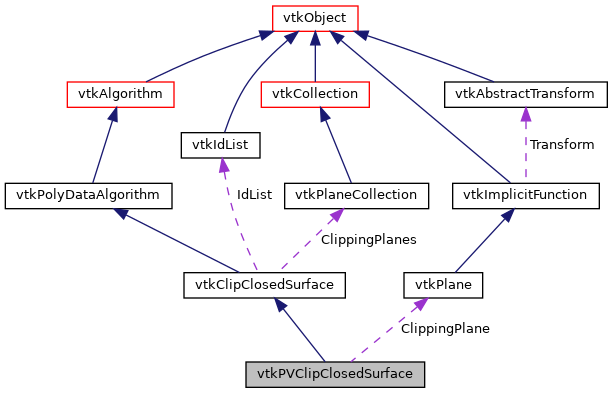 vtkObject
vtkAlgorithm
vtkCollection
vtkAbstractTransform
vtkIdList
Transform
vtkPolyDataAlgorithm
IdList
vtkPlaneCollection
vtkImplicitFunction
ClippingPlanes
vtkClipClosedSurface
vtkPlane
ClippingPlane
vtkPVClipClosedSurface